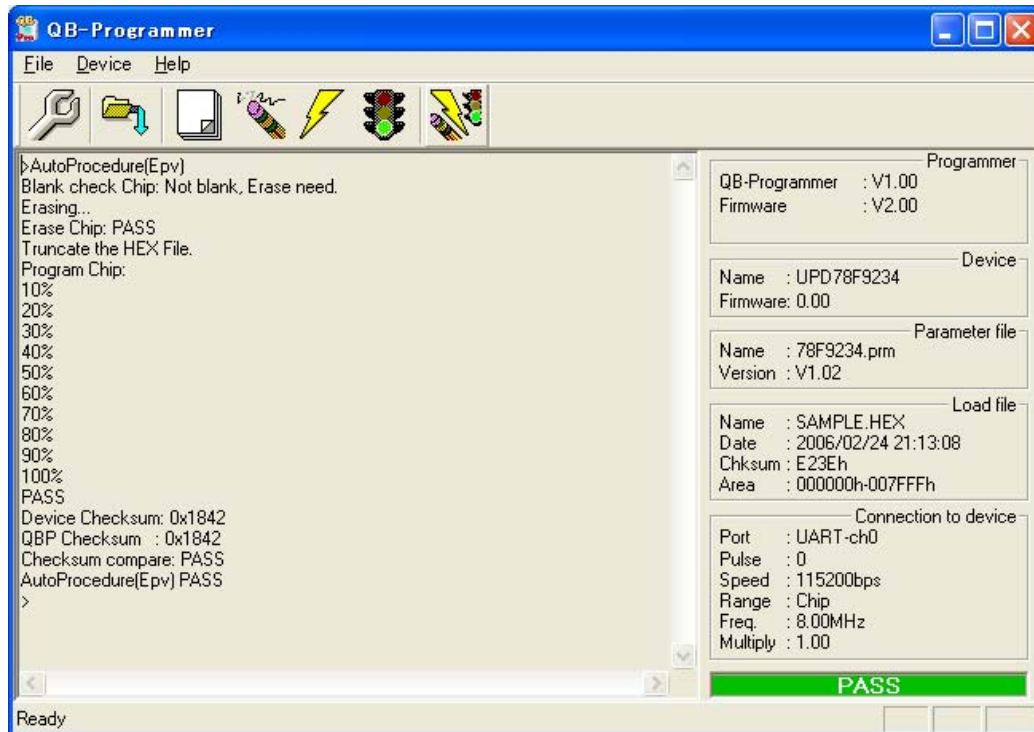 QB-Programmer
File Device Help
>AutoProcedure(Epv)
Blank check Chip: Not blank, Erase need.
Erasing...
Erase Chip: PASS
Truncate the HEX File.
Program Chip:
10%
20%
30%
40%
50%
60%
70%
80%
90%
100%
PASS
Device Checksum: 0x1842
QBP Checksum : 0x1842
Checksum compare: PASS
AutoProcedure(Epv) PASS
>
Programmer
QB-Programmer : V1.00
Firmware : V2.00
Device
Name : UPD78F9234
Firmware: 0.00
Parameter file
Name : 78F9234.prm
Version : V1.02
Load file
Name : SAMPLE.HEX
Date : 2006/02/24 21:13:08
Chksum : E23Eh
Area : 000000h-007FFFh
Connection to device
Port : UART-ch0
Pulse : 0
Speed : 115200bps
Range : Chip
Freq. : 8.00MHz
Multiply : 1.00
PASS
Ready